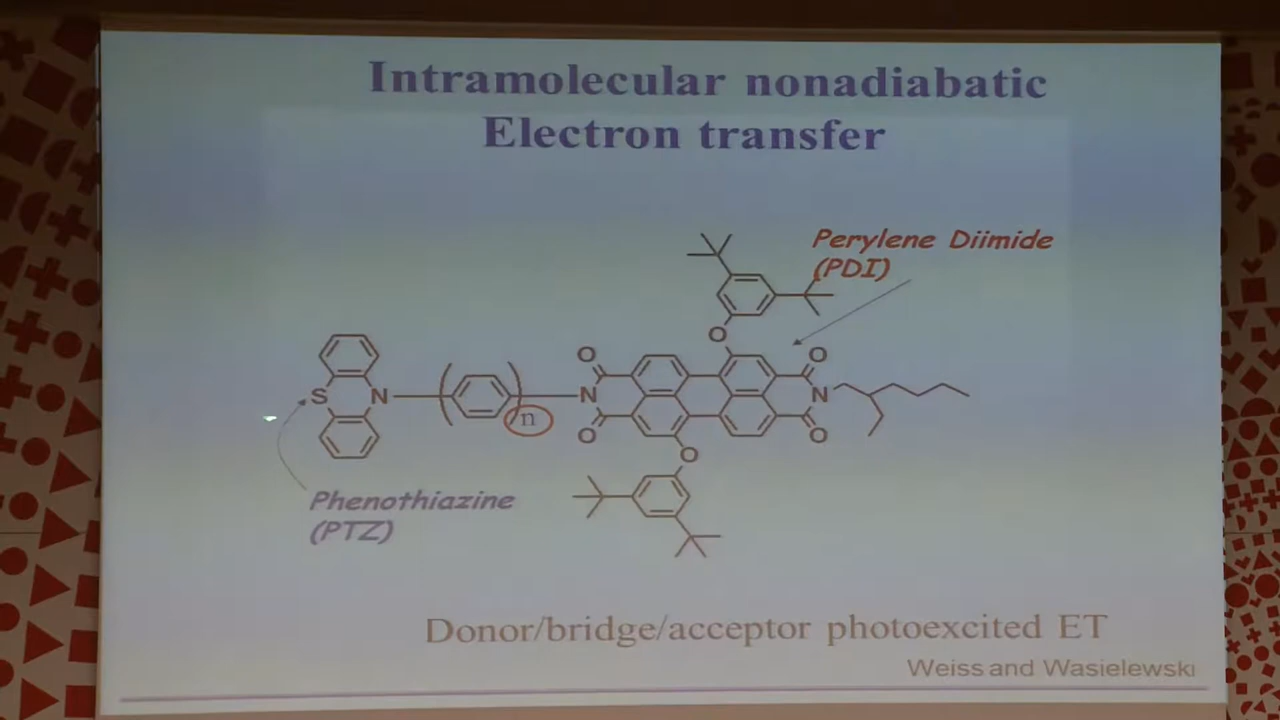 Intramolecular nonadiabatic
Electron transfer
Perylene Diimide
(PDI)
O
O
O
S
N
N
N
n
O
O
O
Phenothiazine
(PTZ)
Donor/bridge/acceptor photoexcited ET
Weiss and Wasielewski